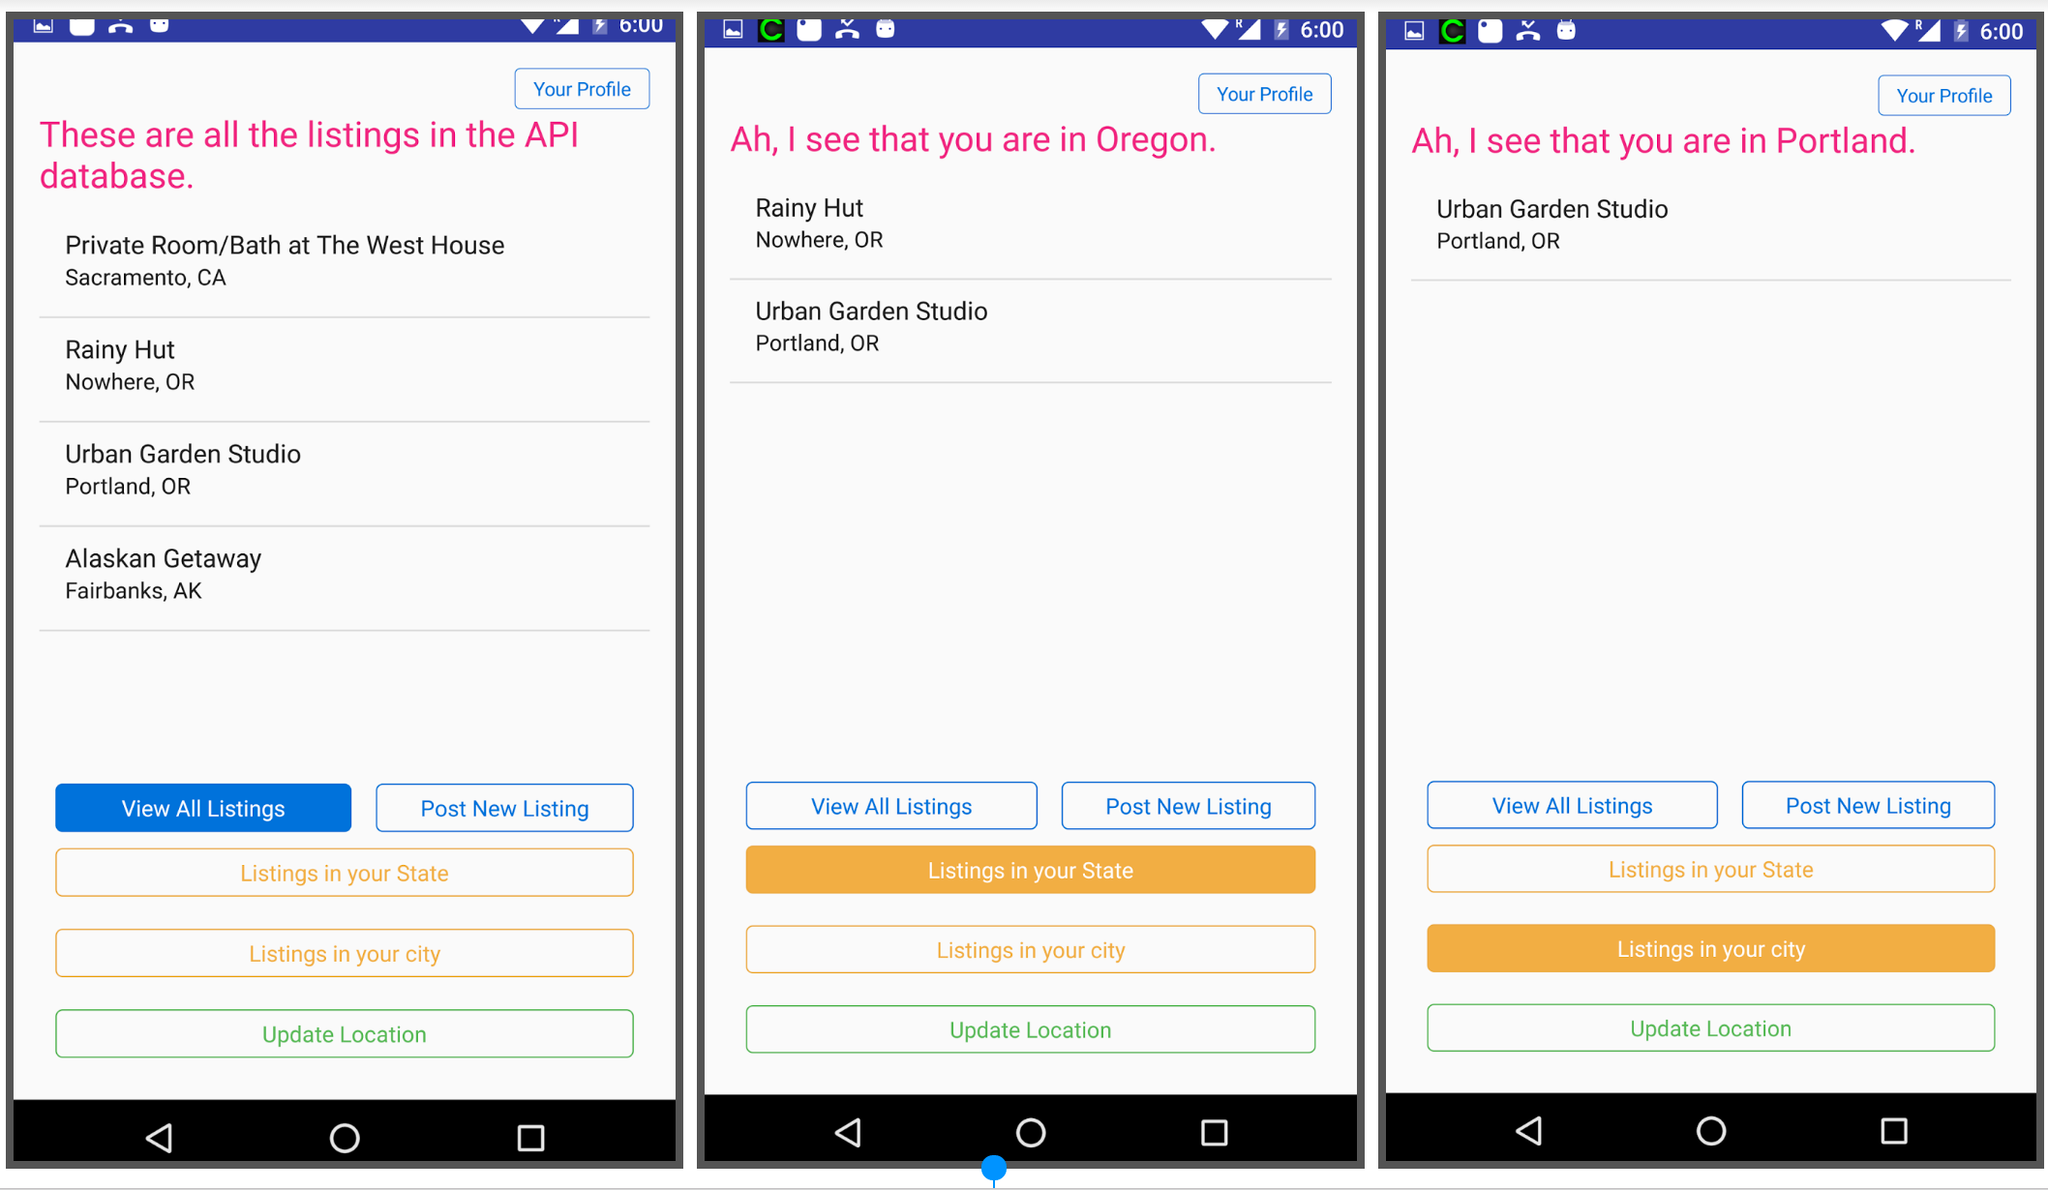 6:00
Your Profile
These are all the listings in the API
database.
Private Room/Bath at The West House
Sacramento, CA
Rainy Hut
Nowhere, OR
Urban Garden Studio
Portland, OR
Alaskan Getaway
Fairbanks, AK
View All Listings
Post New Listing
Listings in your State
Listings in your city
Update Location
C
R
6:00
Your Profile
Ah, I see that you are in Oregon.
Rainy Hut
Nowhere, OR
Urban Garden Studio
Portland, OR
View All Listings
Post New Listing
Listings in your State
Listings in your city
Update Location
C
R
6:00
Your Profile
Ah, I see that you are in Portland.
Urban Garden Studio
Portland, OR
View All Listings
Post New Listing
Listings in your State
Listings in your city
Update Location